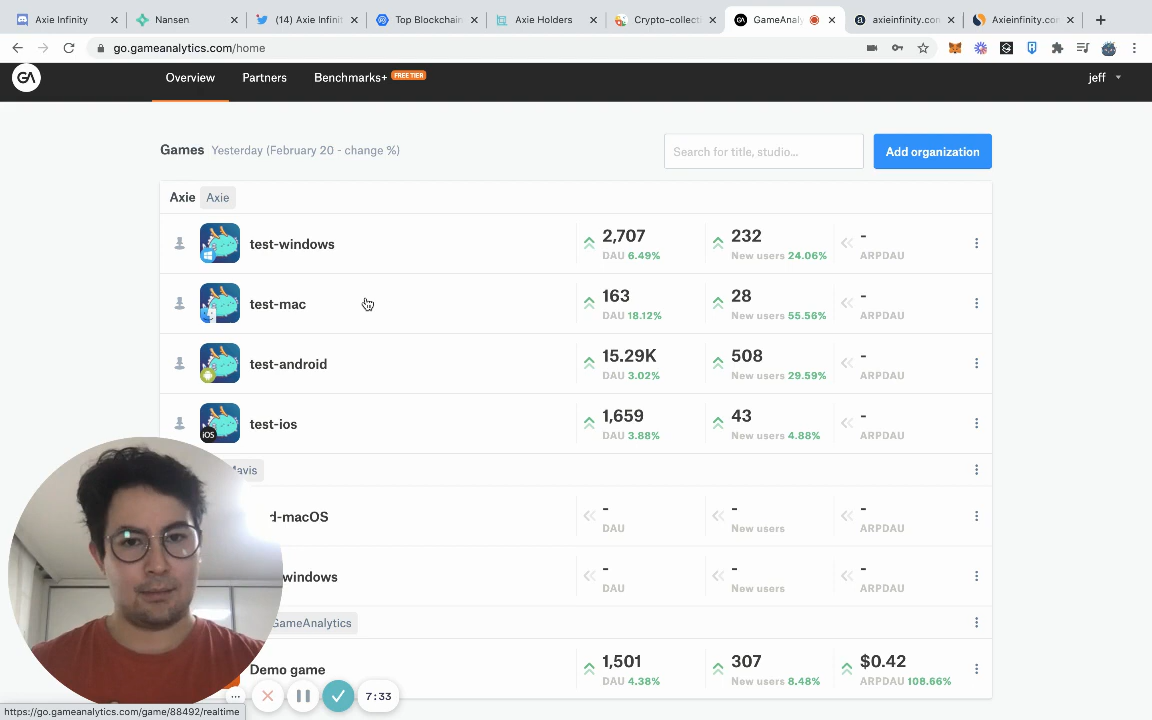 Axie Infinity
Nansen
(14) Axie Infinit
Top Blockchain
Axie Holders
Crypto-collecti
GameAnaly
axieinfinity.com
Axieinfinity.com
go.gameanalytics.com/home
GA
Overview
Partners
Benchmarks+ FREE TIER
jeff
Games Yesterday (February 20 - change %)
Search for title, studio...
Add organization
Axie Axie
test-windows
2,707
DAU 6.49%
232
New users 24.06%
-
ARPDAU
test-mac
163
DAU 18.12%
28
New users 55.56%
-
ARPDAU
test-android
15.29K
DAU 3.02%
508
New users 29.59%
-
ARPDAU
iOS
test-ios
1,659
DAU 3.88%
43
New users 4.88%
-
ARPDAU
Mavis
-macOS
-
DAU
-
New users
-
ARPDAU
windows
-
DAU
-
New users
-
ARPDAU
GameAnalytics
Demo game
1,501
DAU 4.38%
307
New users 8.48%
$0.42
ARPDAU 108.66%
7:33
https://go.gameanalytics.com/game/88492/realtime